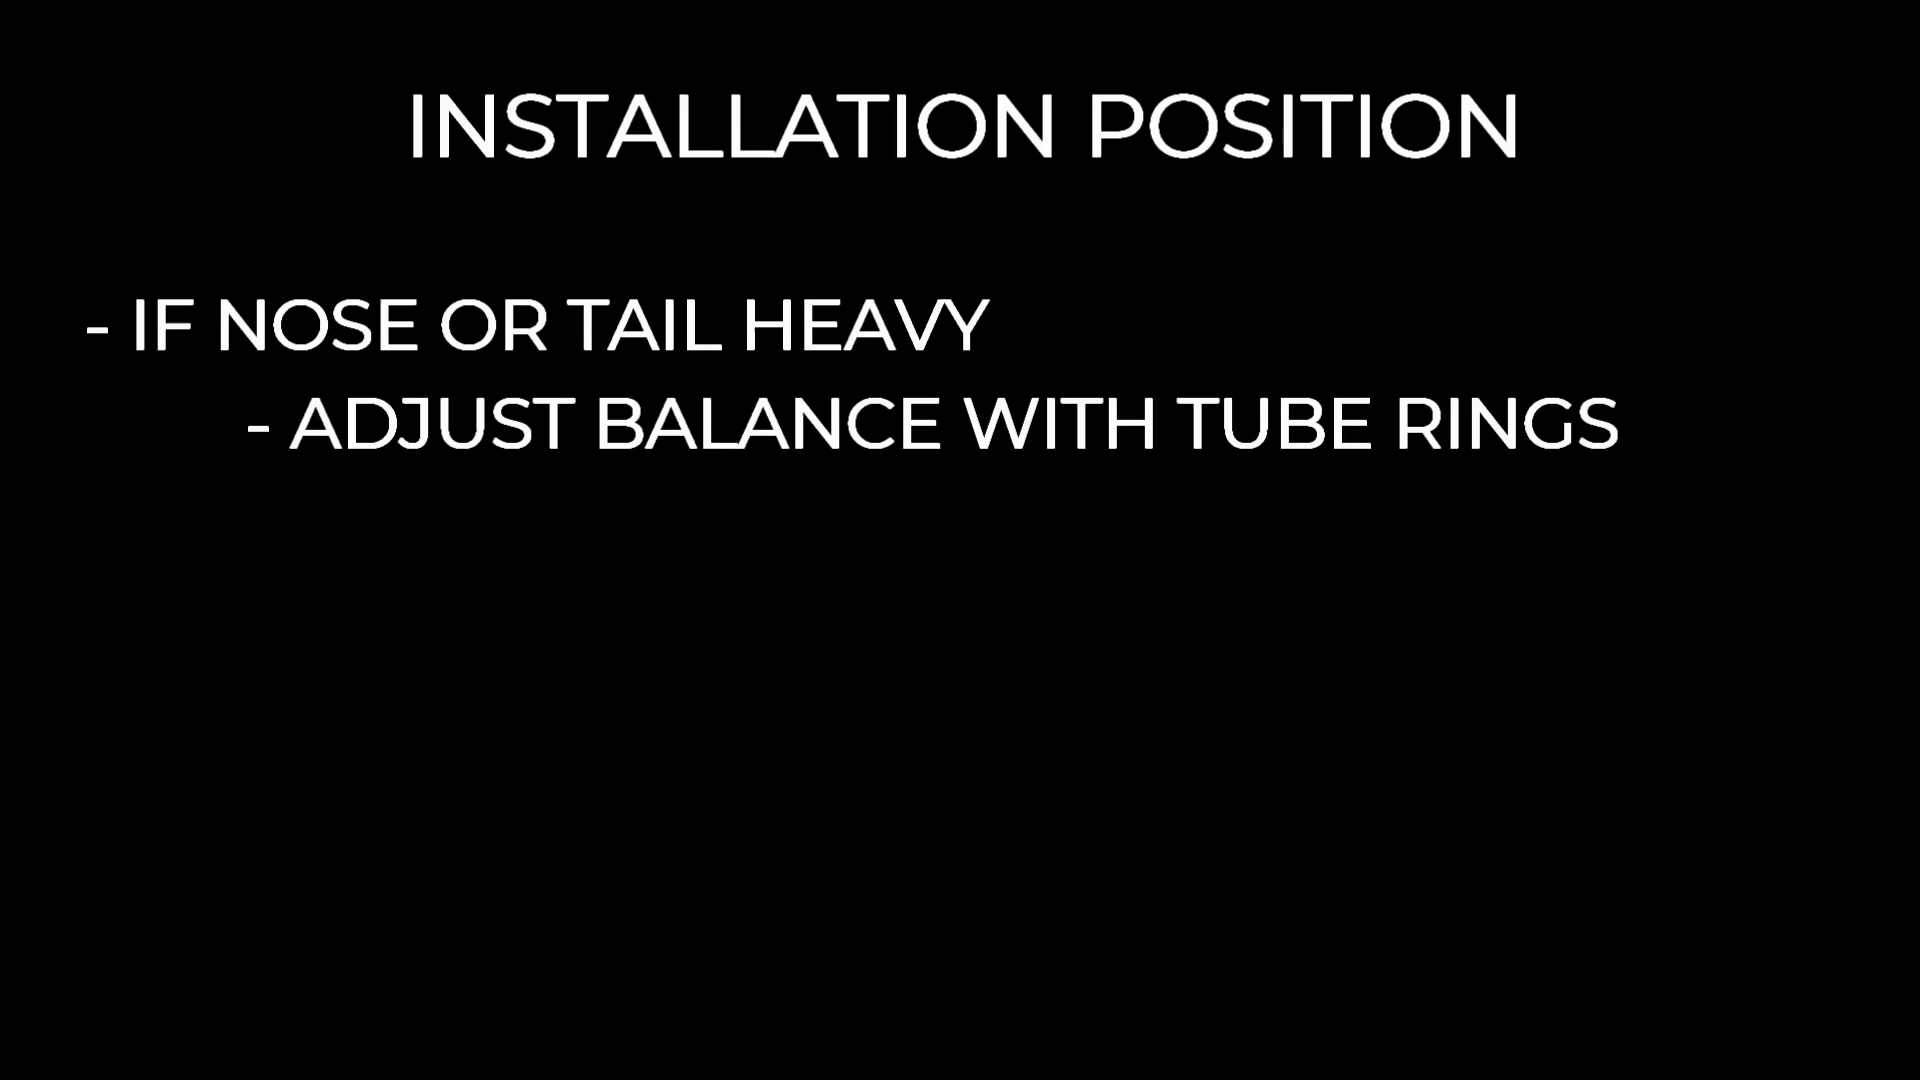 INSTALLATION POSITION
- IF NOSE OR TAIL HEAVY
- ADJUST BALANCE WITH TUBE RINGS